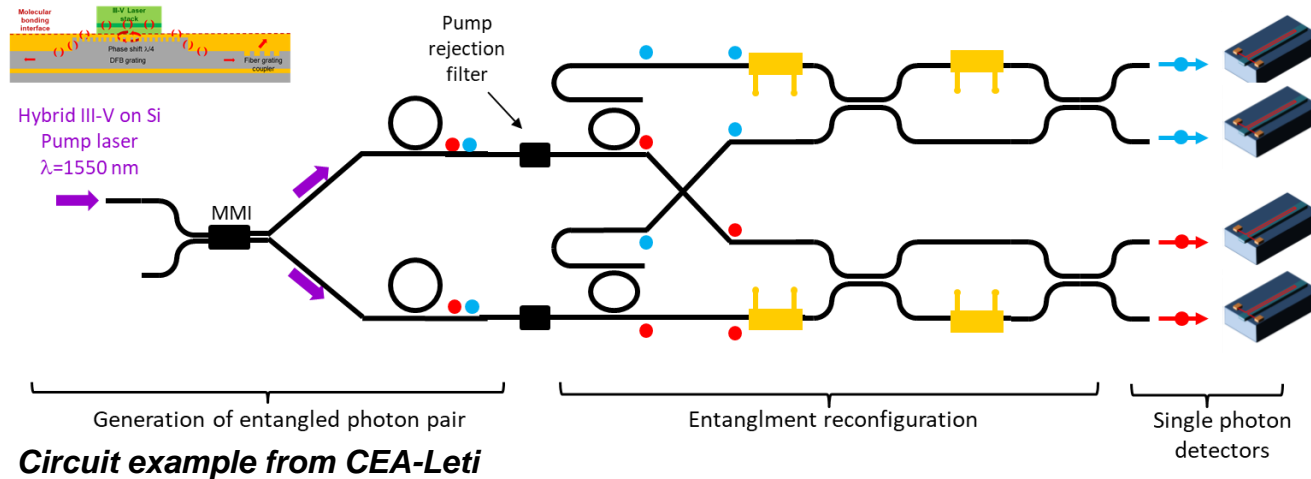 Molecular
bonding
interface
III-V Laser
stack
Phase shift λ/4
DFB grating
Fiber grating
coupler
Pump
rejection
filter
Hybrid III-V on Si
Pump laser
λ=1550 nm
MMI
Generation of entangled photon pair
Entanglment reconfiguration
Single photon
detectors
Circuit example from CEA-Leti